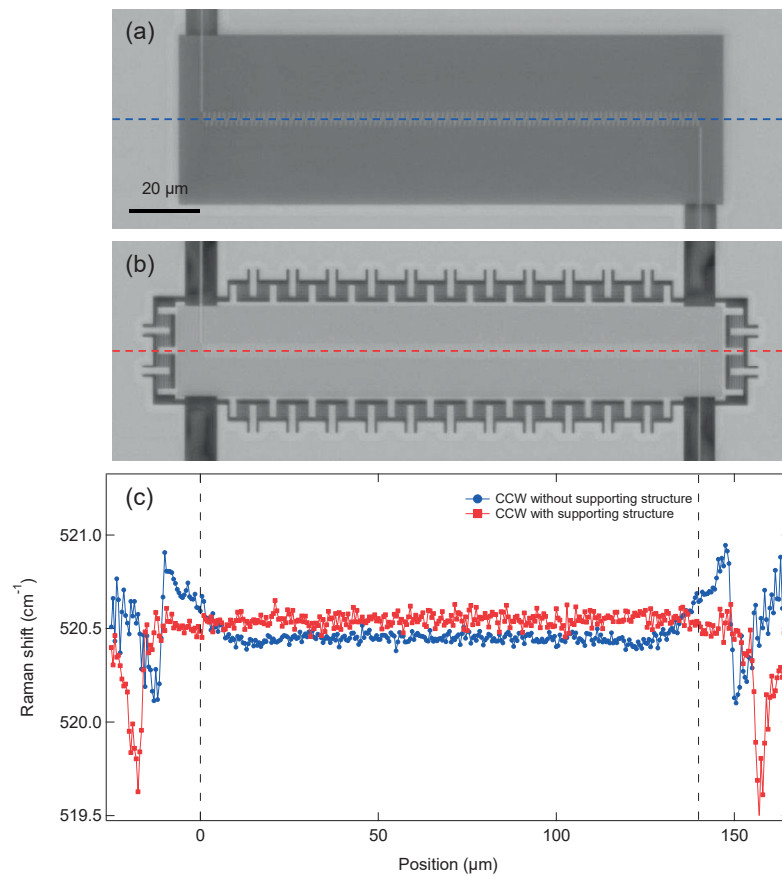 (a)
20 µm
(b)
(c)
CCW without supporting structure
CCW with supporting structure
521.0
520.5
520.0
519.5
Raman shift (cm-1)
0
50
100
150
Position (µm)